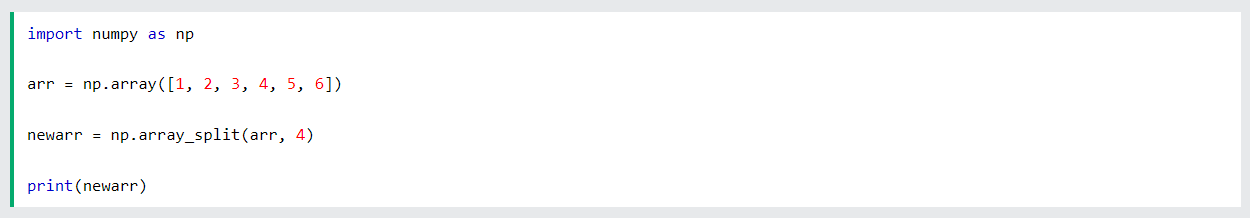 import numpy as np
arr = np.array([1, 2, 3, 4, 5, 6])
newarr = np.array_split(arr, 4)
print(newarr)